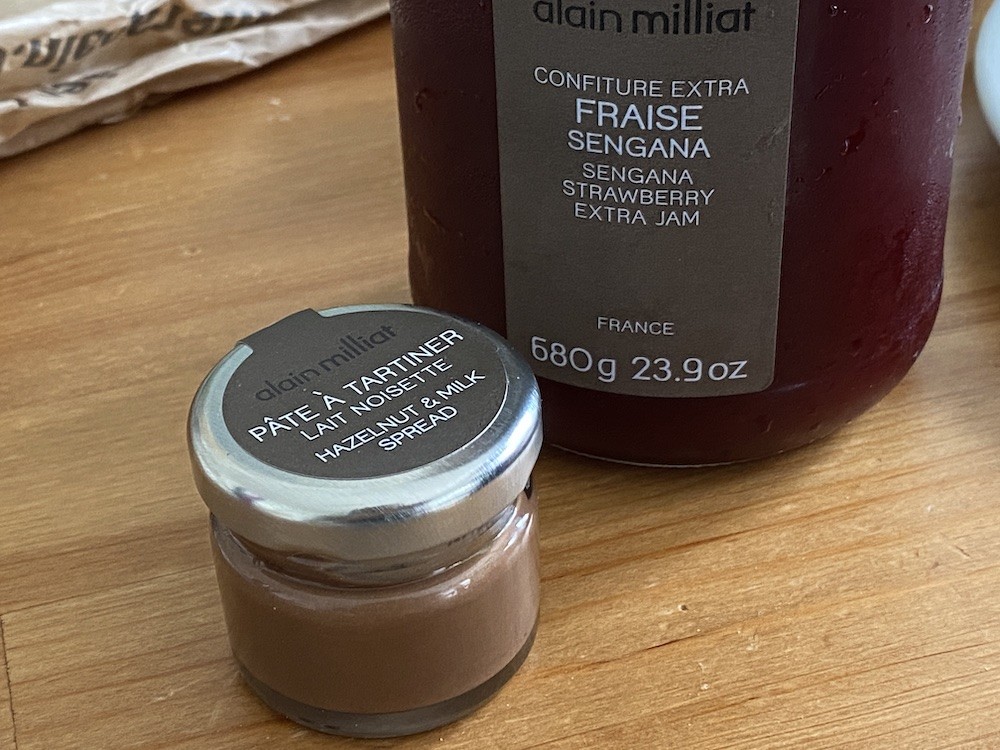 alain milliat
CONFITURE EXTRA
FRAISE
SENGANA
SENGANA
STRAWBERRY
EXTRA JAM
FRANCE
680g 23.9oz
alain milliat
PÂTE À TARTINER
LAIT NOISETTE
HAZELNUT & MILK
SPREAD